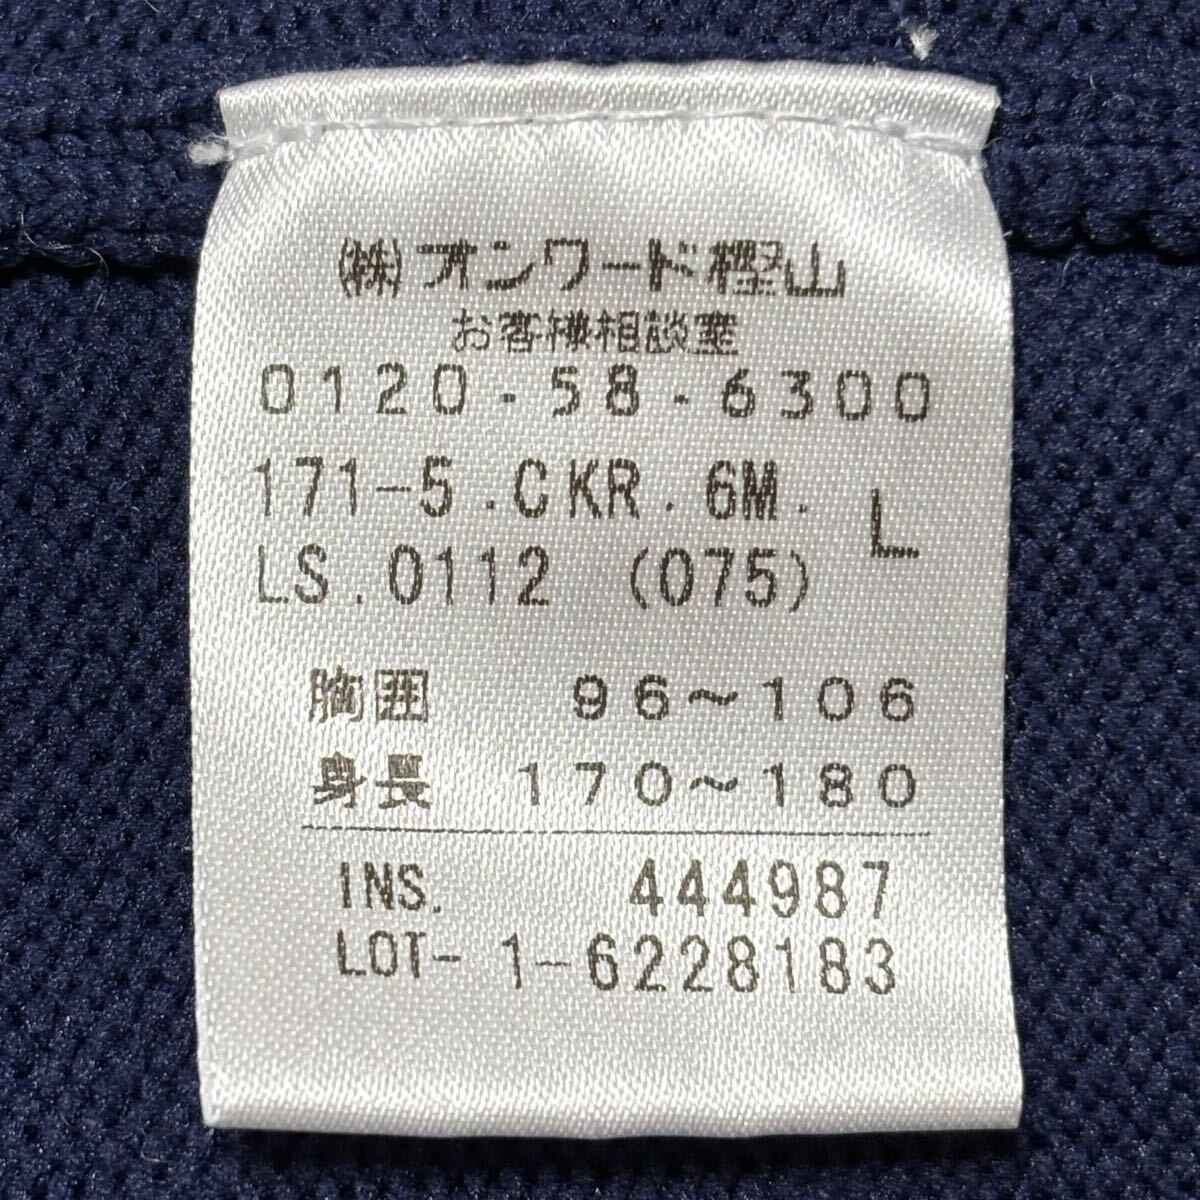 (株)オンワード樫山
お客様相談室
0120-58-6300
171-5.CKR.6M. L
LS.0112 (075)
胸囲 96〜106
身長 170〜180
INS. 444987
LOT- 1-6228183